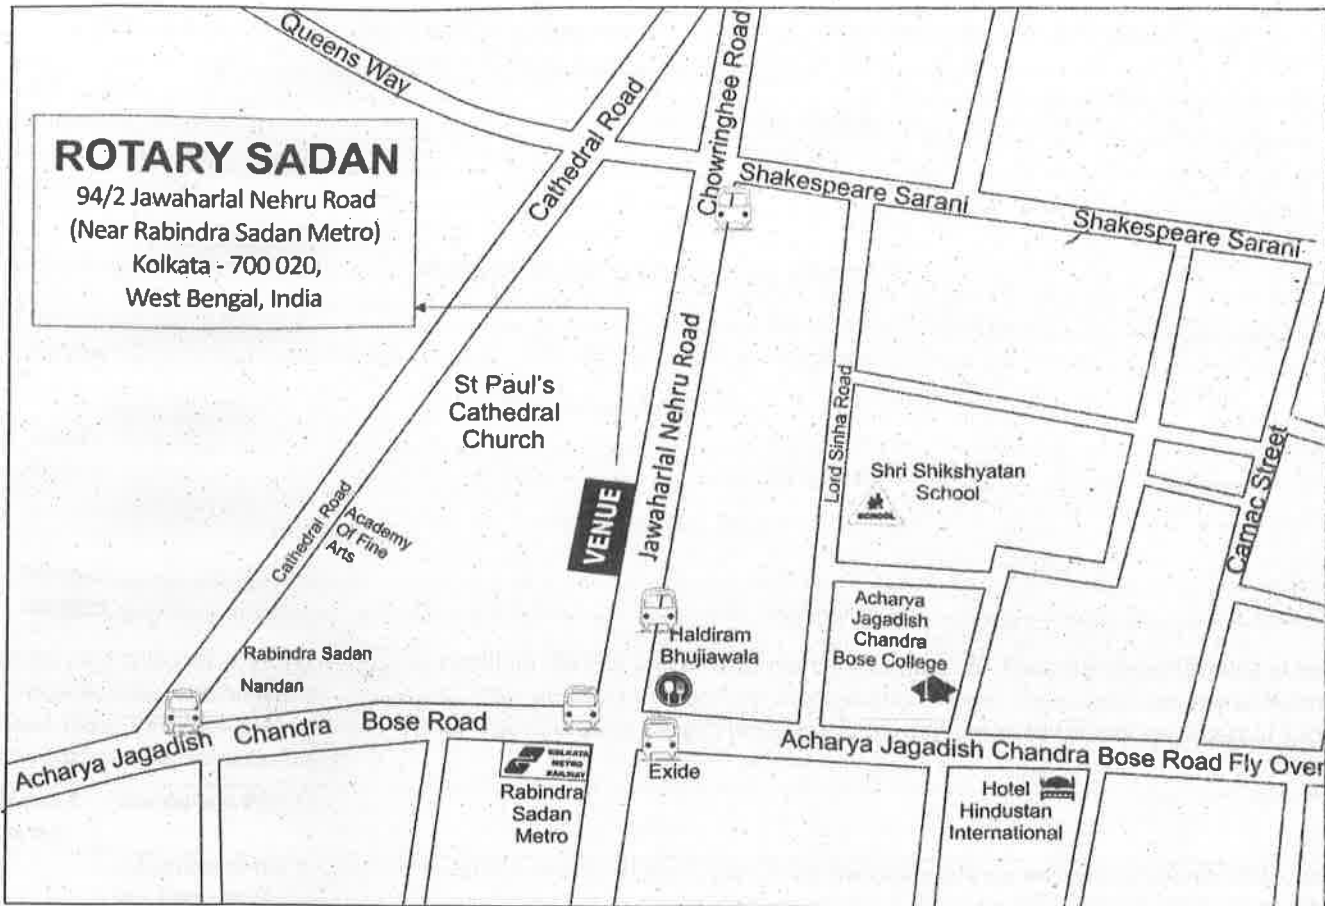 Queens Way
Cathedral Road
Chowringhee Road
ROTARY SADAN
94/2 Jawaharlal Nehru Road
(Near Rabindra Sadan Metro)
Kolkata - 700 020,
West Bengal, India
Shakespeare Sarani
Shakespeare Sarani
St Paul's
Cathedral
Church
Jawaharlal Nehru Road
Lord Sinha Road
Camac Street
Shri Shikshyatan
School
VENUE
Cathedral Road
Academy
Of Fine
Arts
Acharya
Jagadish
Chandra
Bose College
Haldiram
Bhujiawala
Rabindra Sadan
Nandan
Acharya Jagadish Chandra Bose Road
Acharya Jagadish Chandra Bose Road Fly Over
KOLKATA
METRO
RAILWAY
Rabindra
Sadan
Metro
Exide
Hotel
Hindustan
International